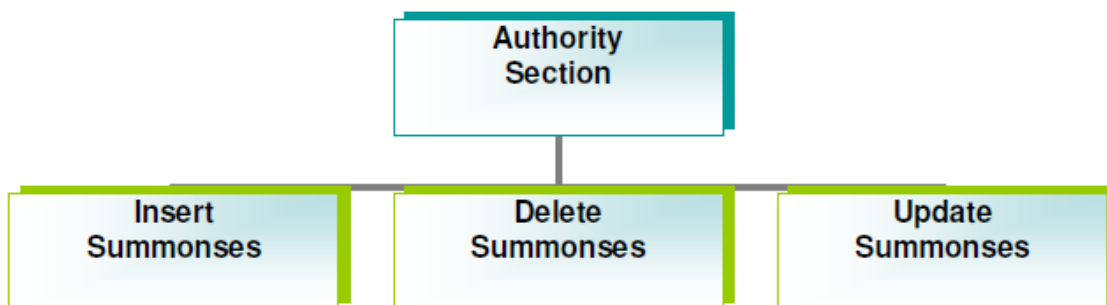 Authority
Section
Insert
Summonses
Delete
Summonses
Update
Summonses